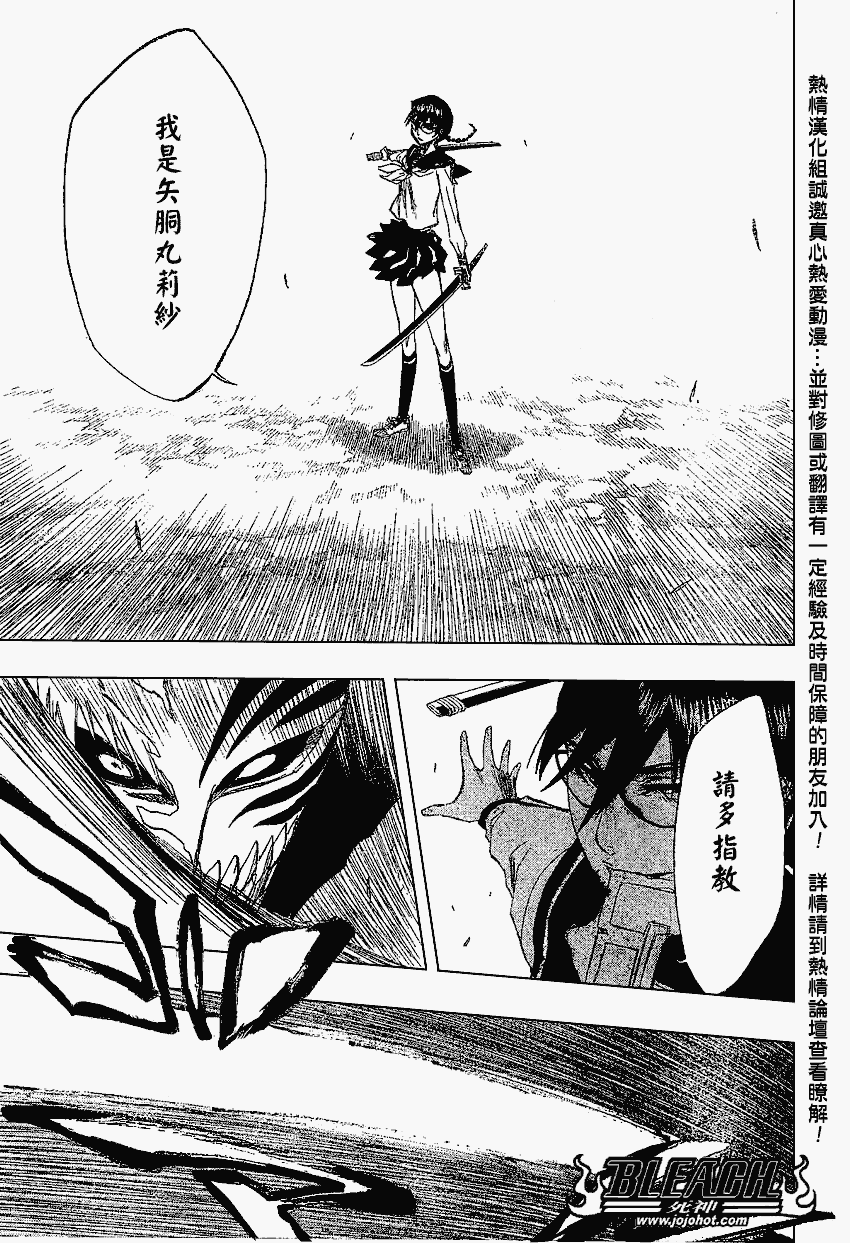 我是矢胴丸莉紗
請多指教
熱情漢化組誠邀真心熱愛動漫…並對修圖或翻譯有一定經驗及時間保障的朋友加入！ 詳情請到熱情論壇查看瞭解！
BLEACH
死神
www.jojohot.com